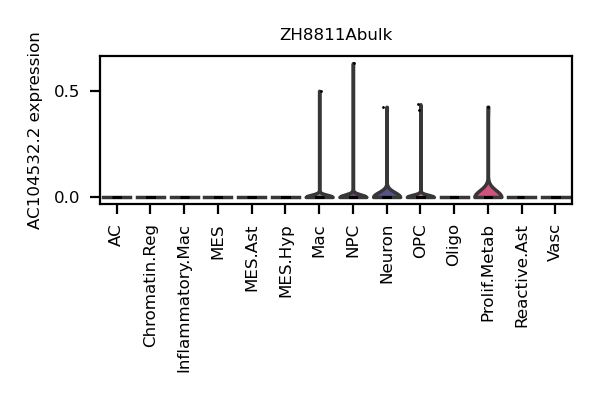 ZH8811Abulk
AC104532.2 expression
0.5
0.0
AC
Chromatin.Reg
Inflammatory.Mac
MES
MES.Ast
MES.Hyp
Mac
NPC
Neuron
OPC
Oligo
Prolif.Metab
Reactive.Ast
Vasc